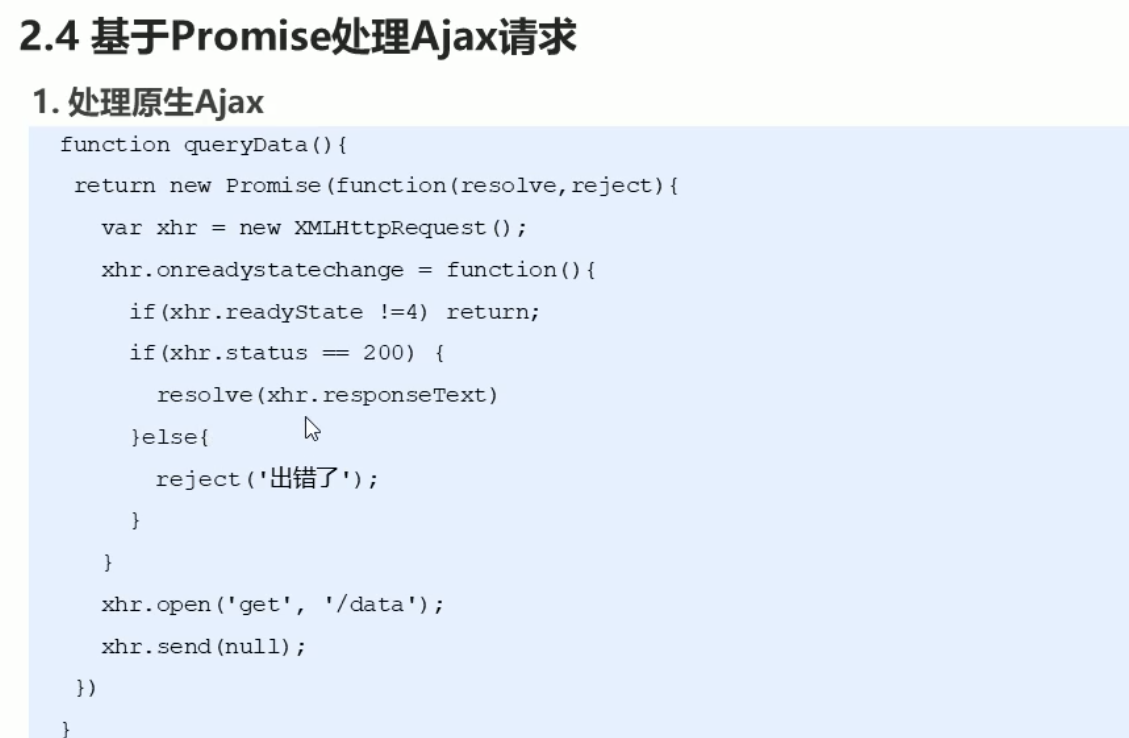 2.4 基于Promise处理Ajax请求
1. 处理原生Ajax
function queryData(){
return new Promise(function(resolve,reject){
var xhr = new XMLHttpRequest();
xhr.onreadystatechange = function(){
if(xhr.readyState !=4) return;
if(xhr.status == 200) {
resolve(xhr.responseText)
}else{
reject('出错了');
}
}
xhr.open('get', '/data');
xhr.send(null);
})
}